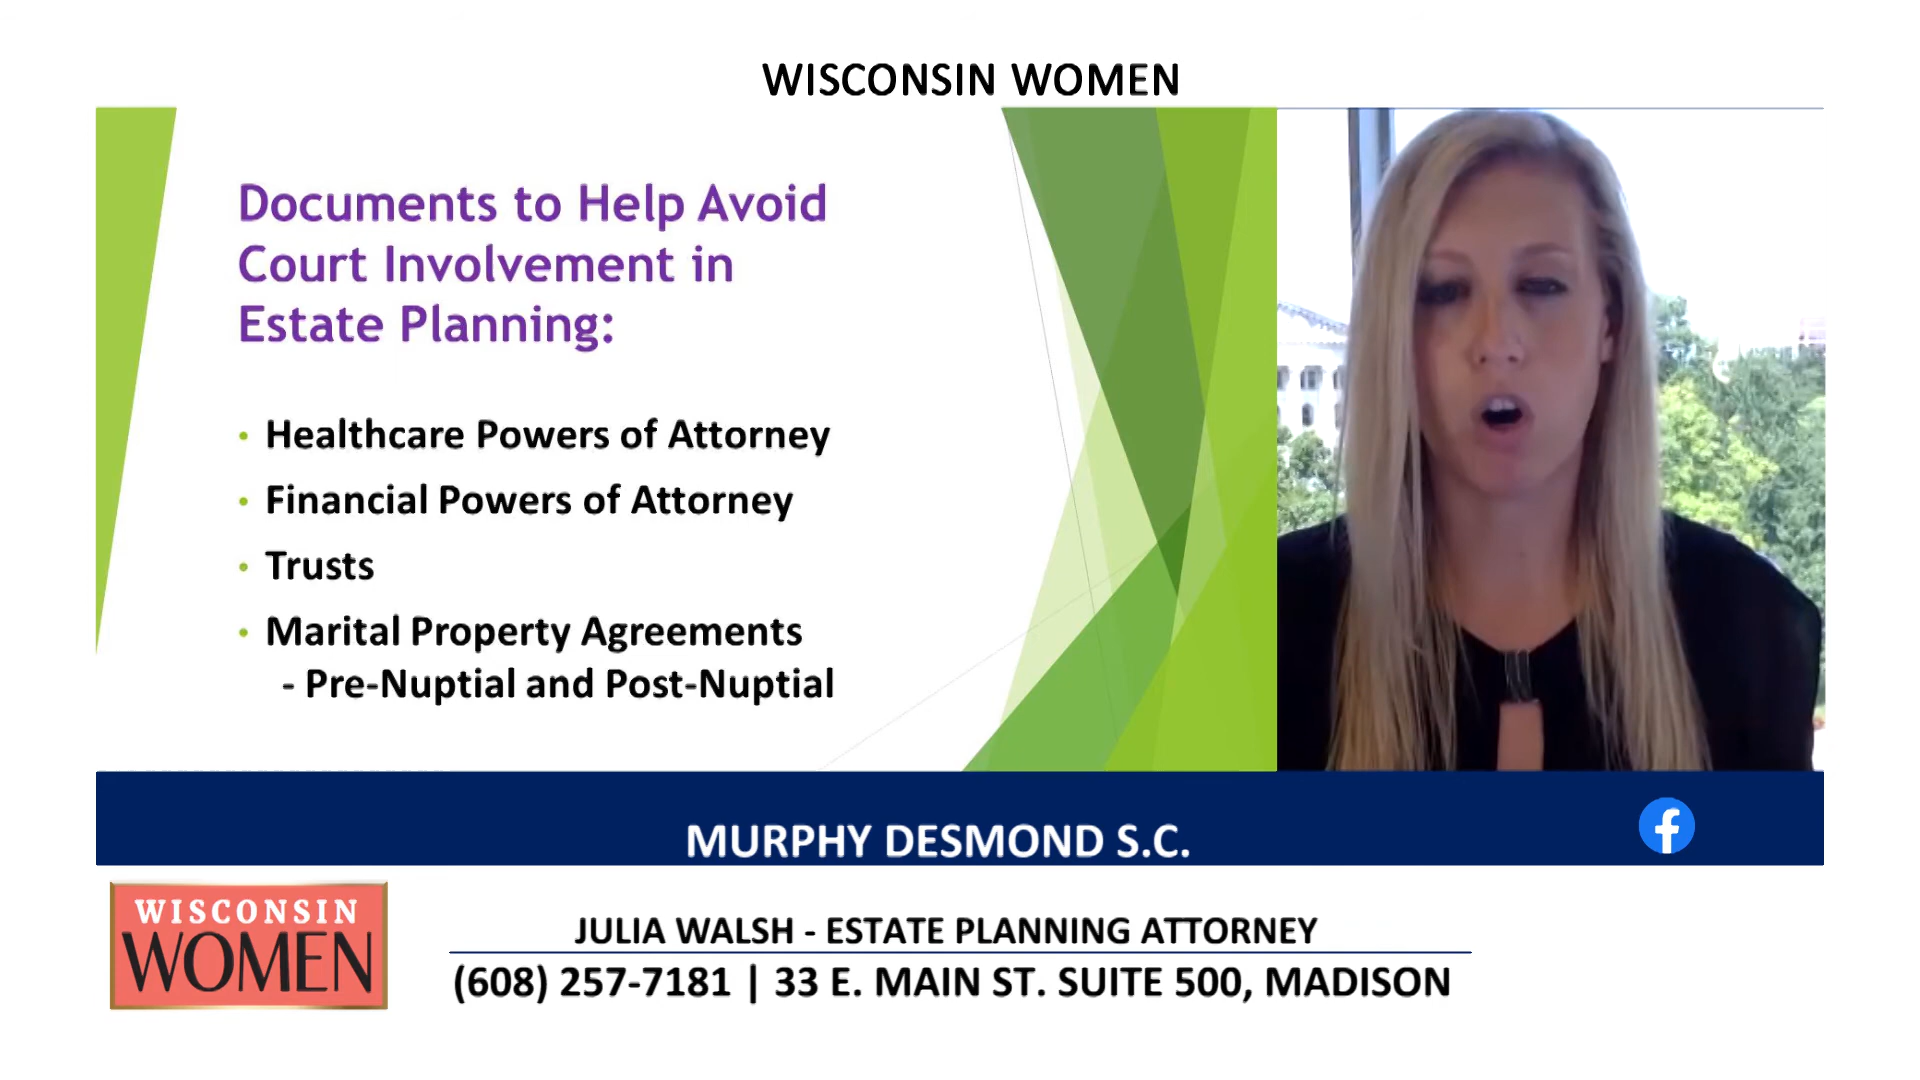 WISCONSIN WOMEN
Documents to Help Avoid
Court Involvement in
Estate Planning:
• Healthcare Powers of Attorney
• Financial Powers of Attorney
• Trusts
• Marital Property Agreements
- Pre-Nuptial and Post-Nuptial
MURPHY DESMOND S.C.
WISCONSIN
WOMEN
JULIA WALSH - ESTATE PLANNING ATTORNEY
(608) 257-7181 | 33 E. MAIN ST. SUITE 500, MADISON